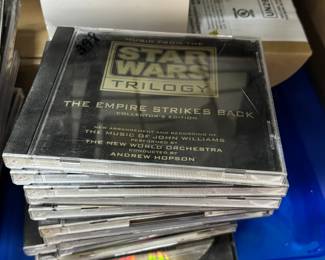 MUSIC FROM THE
STAR
WARS
TRILOGY
THE EMPIRE STRIKES BACK
COLLECTOR'S EDITION
NEW ARRANGEMENT AND RECORDING OF
THE MUSIC OF JOHN WILLIAMS
PERFORMED BY
THE NEW WORLD ORCHESTRA
CONDUCTED BY
ANDREW HOPSON